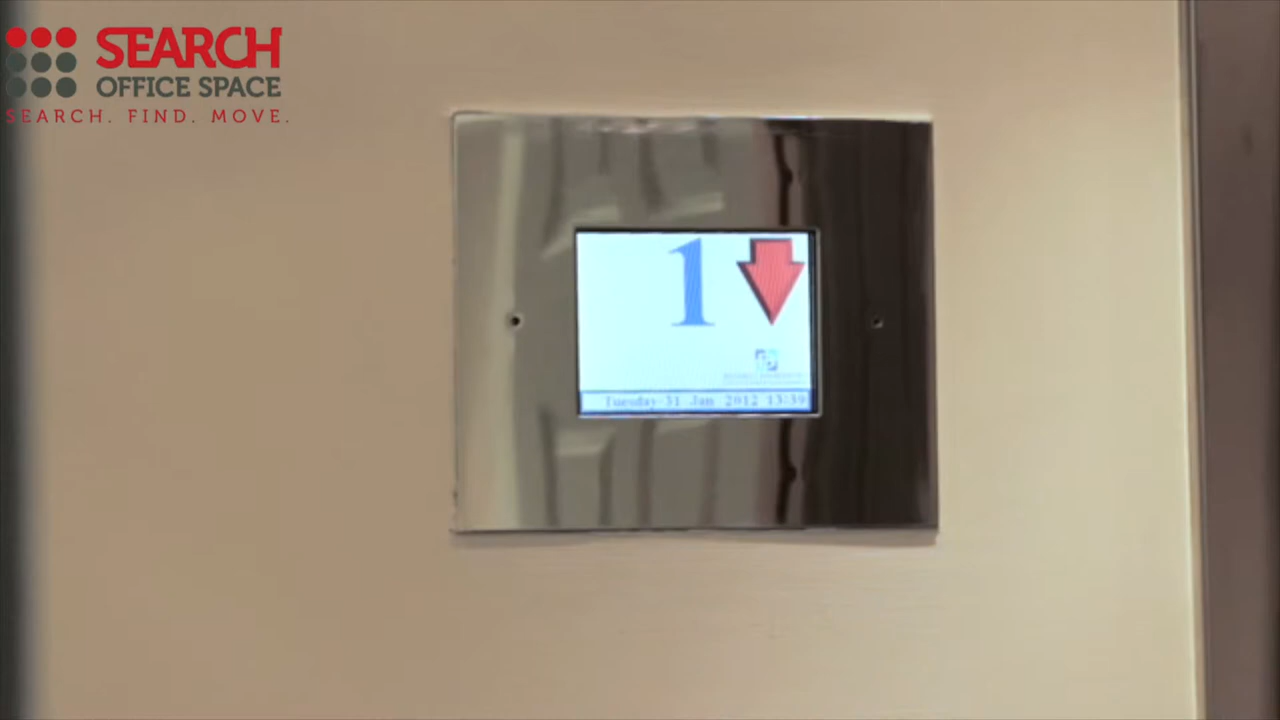 SEARCH
OFFICE SPACE
SEARCH. FIND. MOVE.
1
Tuesday 31 Jan 2012 13:39